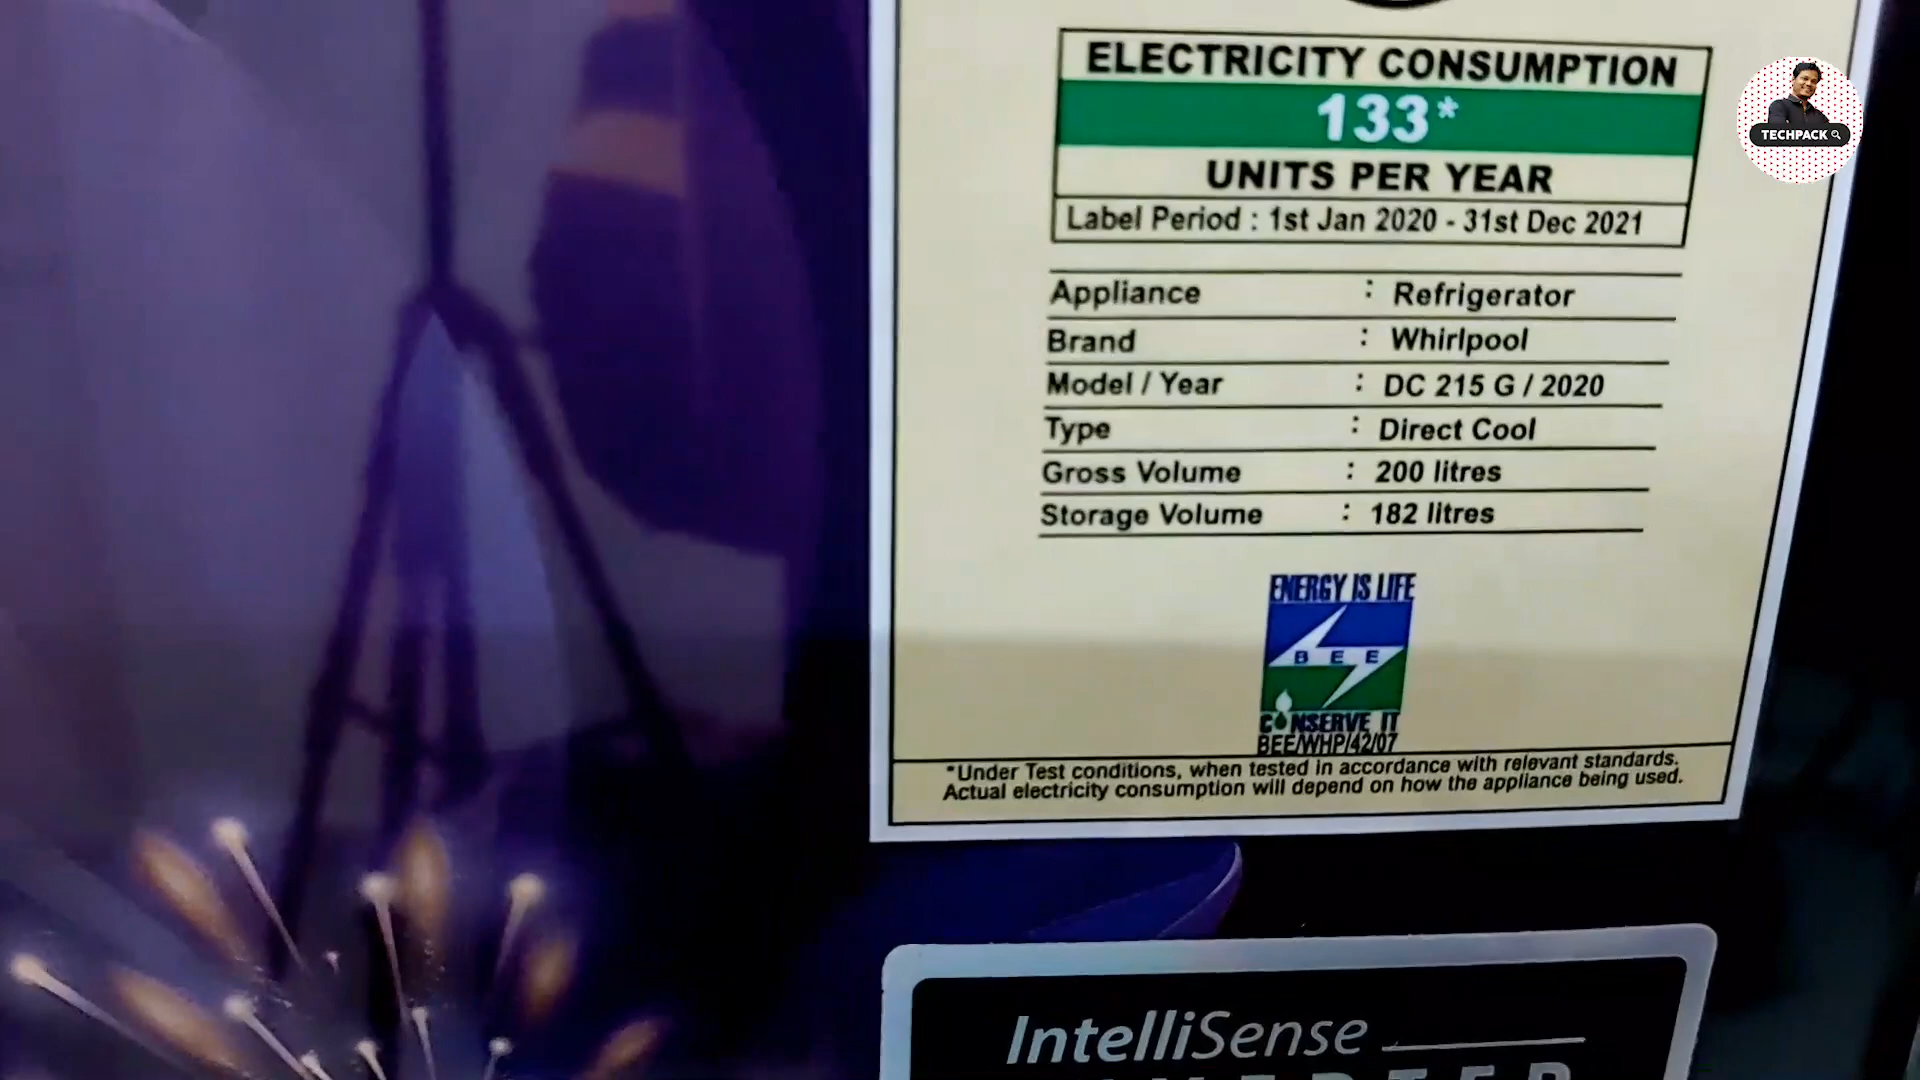 ELECTRICITY CONSUMPTION
133*
UNITS PER YEAR
Label Period : 1st Jan 2020 - 31st Dec 2021
Appliance : Refrigerator
Brand : Whirlpool
Model / Year : DC 215 G / 2020
Type : Direct Cool
Gross Volume : 200 litres
Storage Volume : 182 litres
ENERGY IS LIFE
BEE
CONSERVE IT
BEE/WHP/42/07
*Under Test conditions, when tested in accordance with relevant standards.
Actual electricity consumption will depend on how the appliance being used.
IntelliSense
TECHPACK